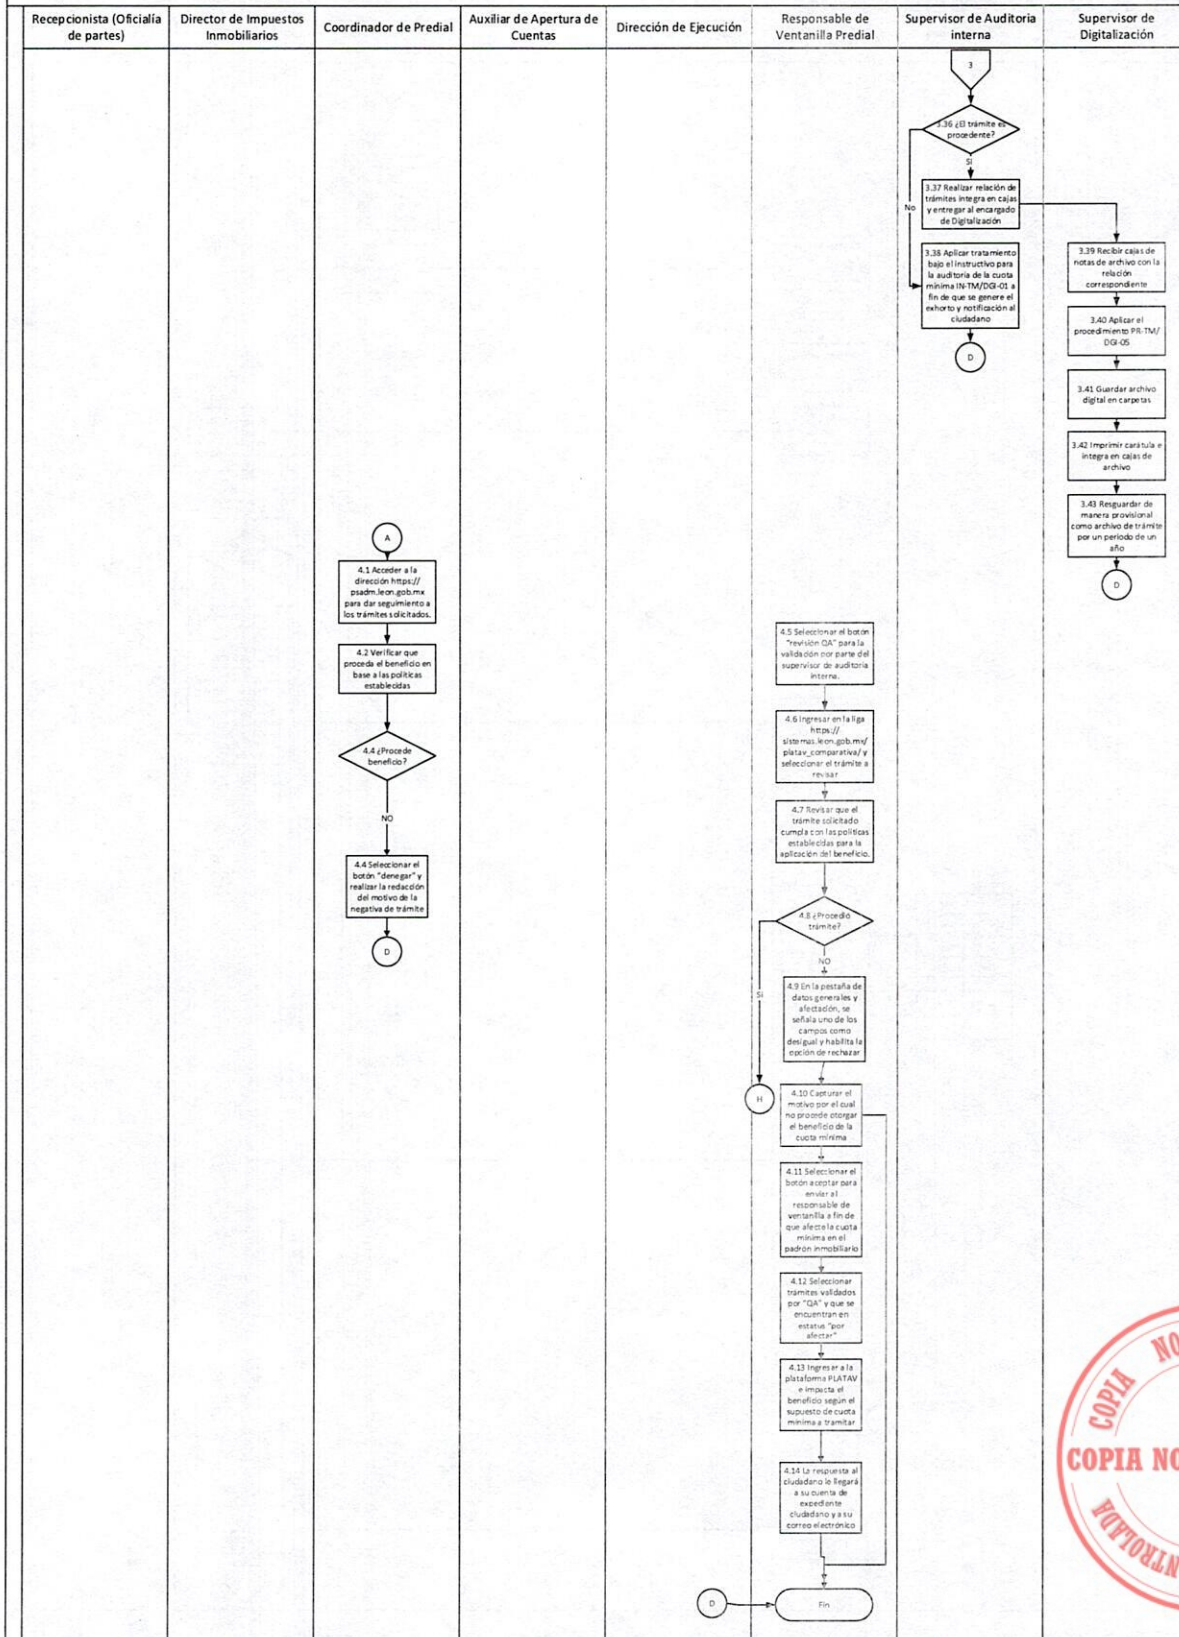 Recepcionista (Oficialía
de partes)
Director de Impuestos
Inmobiliarios
Coordinador de Predial
Auxiliar de Apertura de
Cuentas
Dirección de Ejecución
Responsable de
Ventanilla Predial
Supervisor de Auditoria
interna
Supervisor de
Digitalización
3
3.36 ¿El trámite es
procedente?
Si
No
3.37 Realizar relación de
trámites integra en cajas
y entregar al encargado
de Digitalización
3.38 Aplicar tratamiento
bajo el instructivo para
la auditoria de la cuota
mínima IN-TM/DGI-01 a
fin de que se genere el
exhorto y notificación al
ciudadano
D
3.39 Recibir cajas de
notas de archivo con la
relación
correspondiente
3.40 Aplicar el
procedimiento PR-TM/
DGI-05
3.41 Guardar archivo
digital en carpetas
3.42 Imprimir carátula e
integra en cajas de
archivo
3.43 Resguardar de
manera provisional
como archivo de trámite
por un periodo de un
año
D
A
4.1 Acceder a la
dirección https://
psadm.leon.gob.mx
para dar seguimiento a
los trámites solicitados.
4.2 Verificar que
proceda el beneficio en
base a las políticas
establecidas
4.4 ¿Procede
beneficio?
NO
4.4 Seleccionar el
botón "denegar" y
realizar la redacción
del motivo de la
negativa de trámite
D
4.5 Seleccionar el botón
"revisión QA" para la
validación por parte del
supervisor de auditoria
interna.
4.6 Ingresar en la liga
https://
sistemas.leon.gob.mx/
platav_comparativa/ y
seleccionar el trámite a
revisar
4.7 Revisar que el
trámite solicitado
cumpla con las políticas
establecidas para la
aplicación del beneficio.
4.8 ¿Procedió
trámite?
NO
Si
4.9 En la pestaña de
datos generales y
afectación, se
señala uno de los
campos como
desigual y habilita la
opción de rechazar
H
4.10 Capturar el
motivo por el cual
no procede otorgar
el beneficio de la
cuota mínima
4.11 Seleccionar el
botón aceptar para
enviar al
responsable de
ventanilla a fin de
que afecte la cuota
mínima en el
padrón inmobiliario
4.12 Seleccionar
trámites validados
por "QA" y que se
encuentran en
estatus "por
afectar"
4.13 Ingresar a la
plataforma PLATAV
e impacta el
beneficio según el
supuesto de cuota
mínima a tramitar
4.14 La respuesta al
ciudadano le llegará
a su cuenta de
expediente
ciudadano y a su
correo electrónico
D
Fin
COPIA NO
COPIA NO
NTROLADA